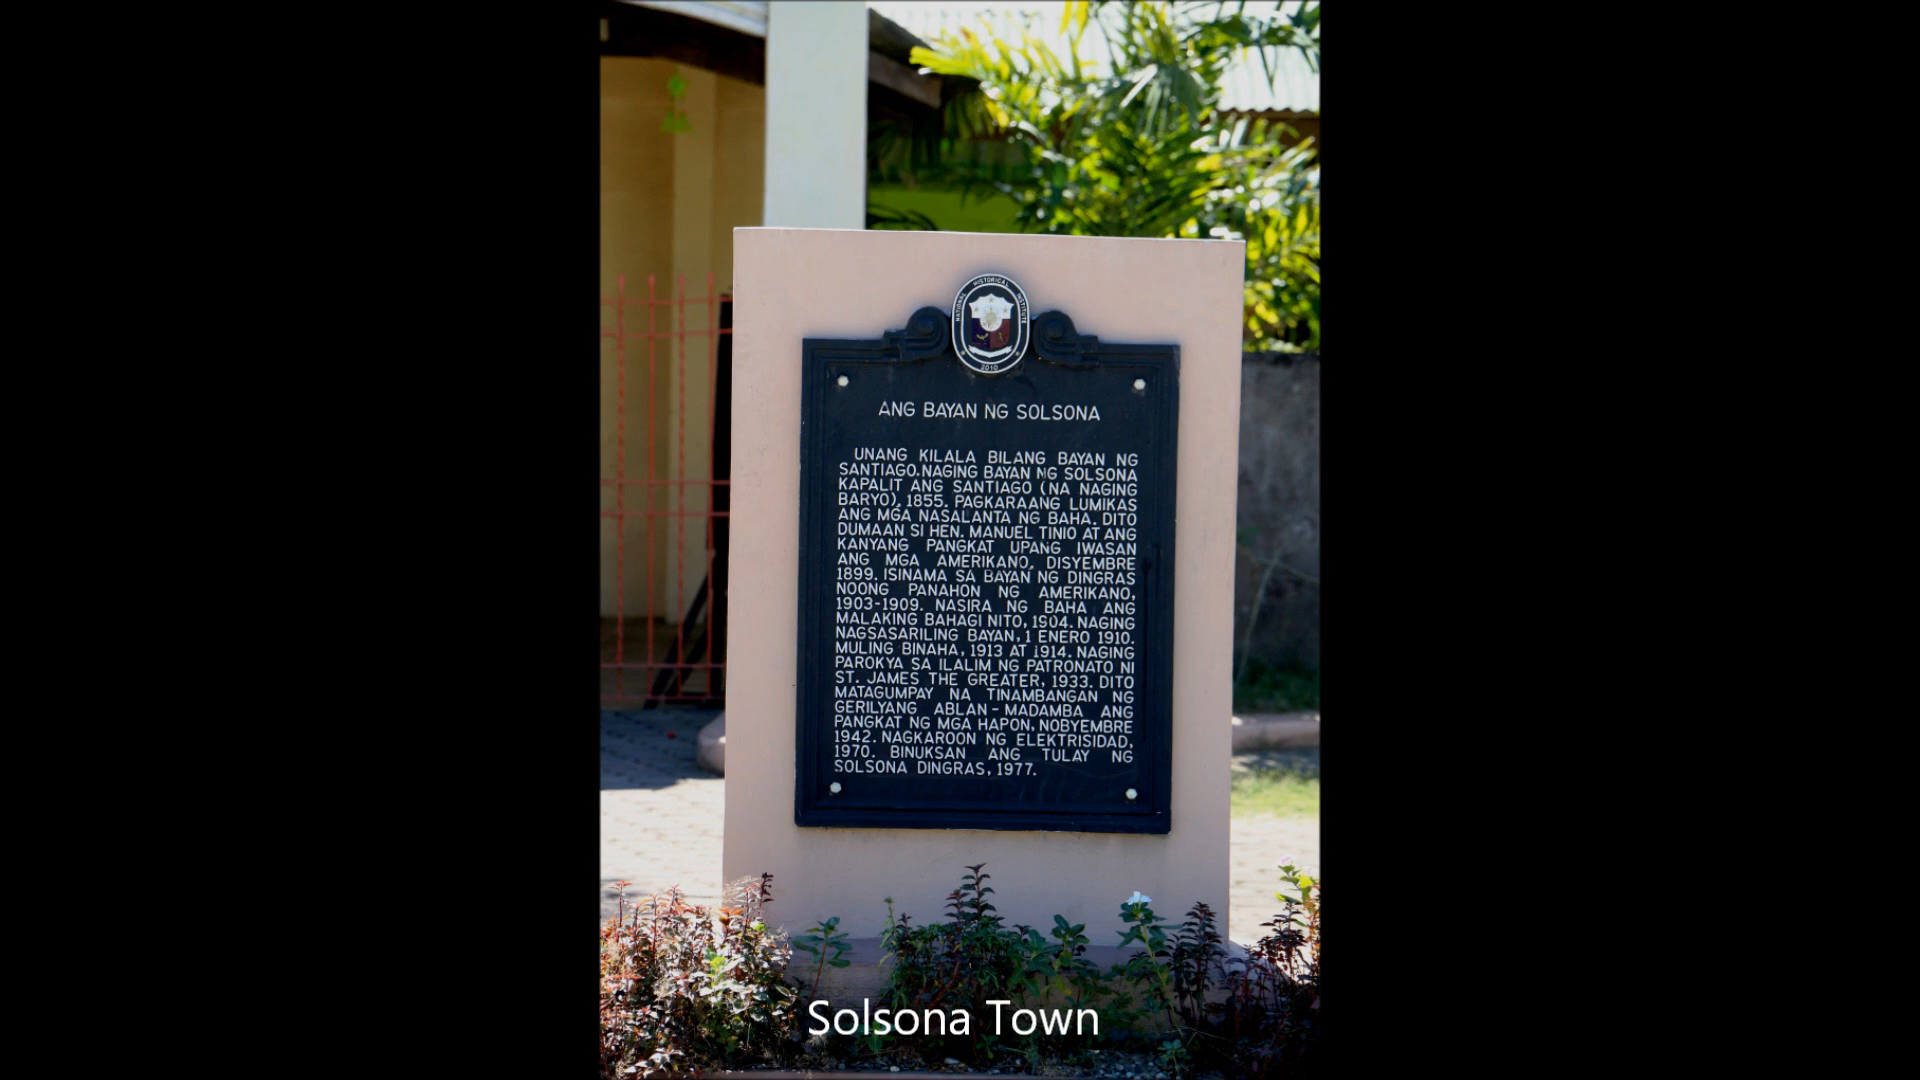 NATIONAL HISTORICAL INSTITUTE
2010
ANG BAYAN NG SOLSONA
UNANG KILALA BILANG BAYAN NG
SANTIAGO.NAGING BAYAN NG SOLSONA
KAPALIT ANG SANTIAGO (NA NAGING
BARYO), 1855. PAGKARAANG LUMIKAS
ANG MGA NASALANTA NG BAHA. DITO
DUMAAN SI HEN. MANUEL TINIO AT ANG
KANYANG PANGKAT UPANG IWASAN
ANG MGA AMERIKANO, DISYEMBRE
1899. ISINAMA SA BAYAN NG DINGRAS
NOONG PANAHON NG AMERIKANO,
1903-1909. NASIRA NG BAHA ANG
MALAKING BAHAGI NITO, 1904. NAGING
NAGSASARILING BAYAN, 1 ENERO 1910.
MULING BINAHA, 1913 AT 1914. NAGING
PAROKYA SA ILALIM NG PATRONATO NI
ST. JAMES THE GREATER, 1933. DITO
MATAGUMPAY NA TINAMBANGAN NG
GERILYANG ABLAN - MADAMBA ANG
PANGKAT NG MGA HAPON, NOBYEMBRE
1942. NAGKAROON NG ELEKTRISIDAD,
1970. BINUKSAN ANG TULAY NG
SOLSONA DINGRAS, 1977.
Solsona Town